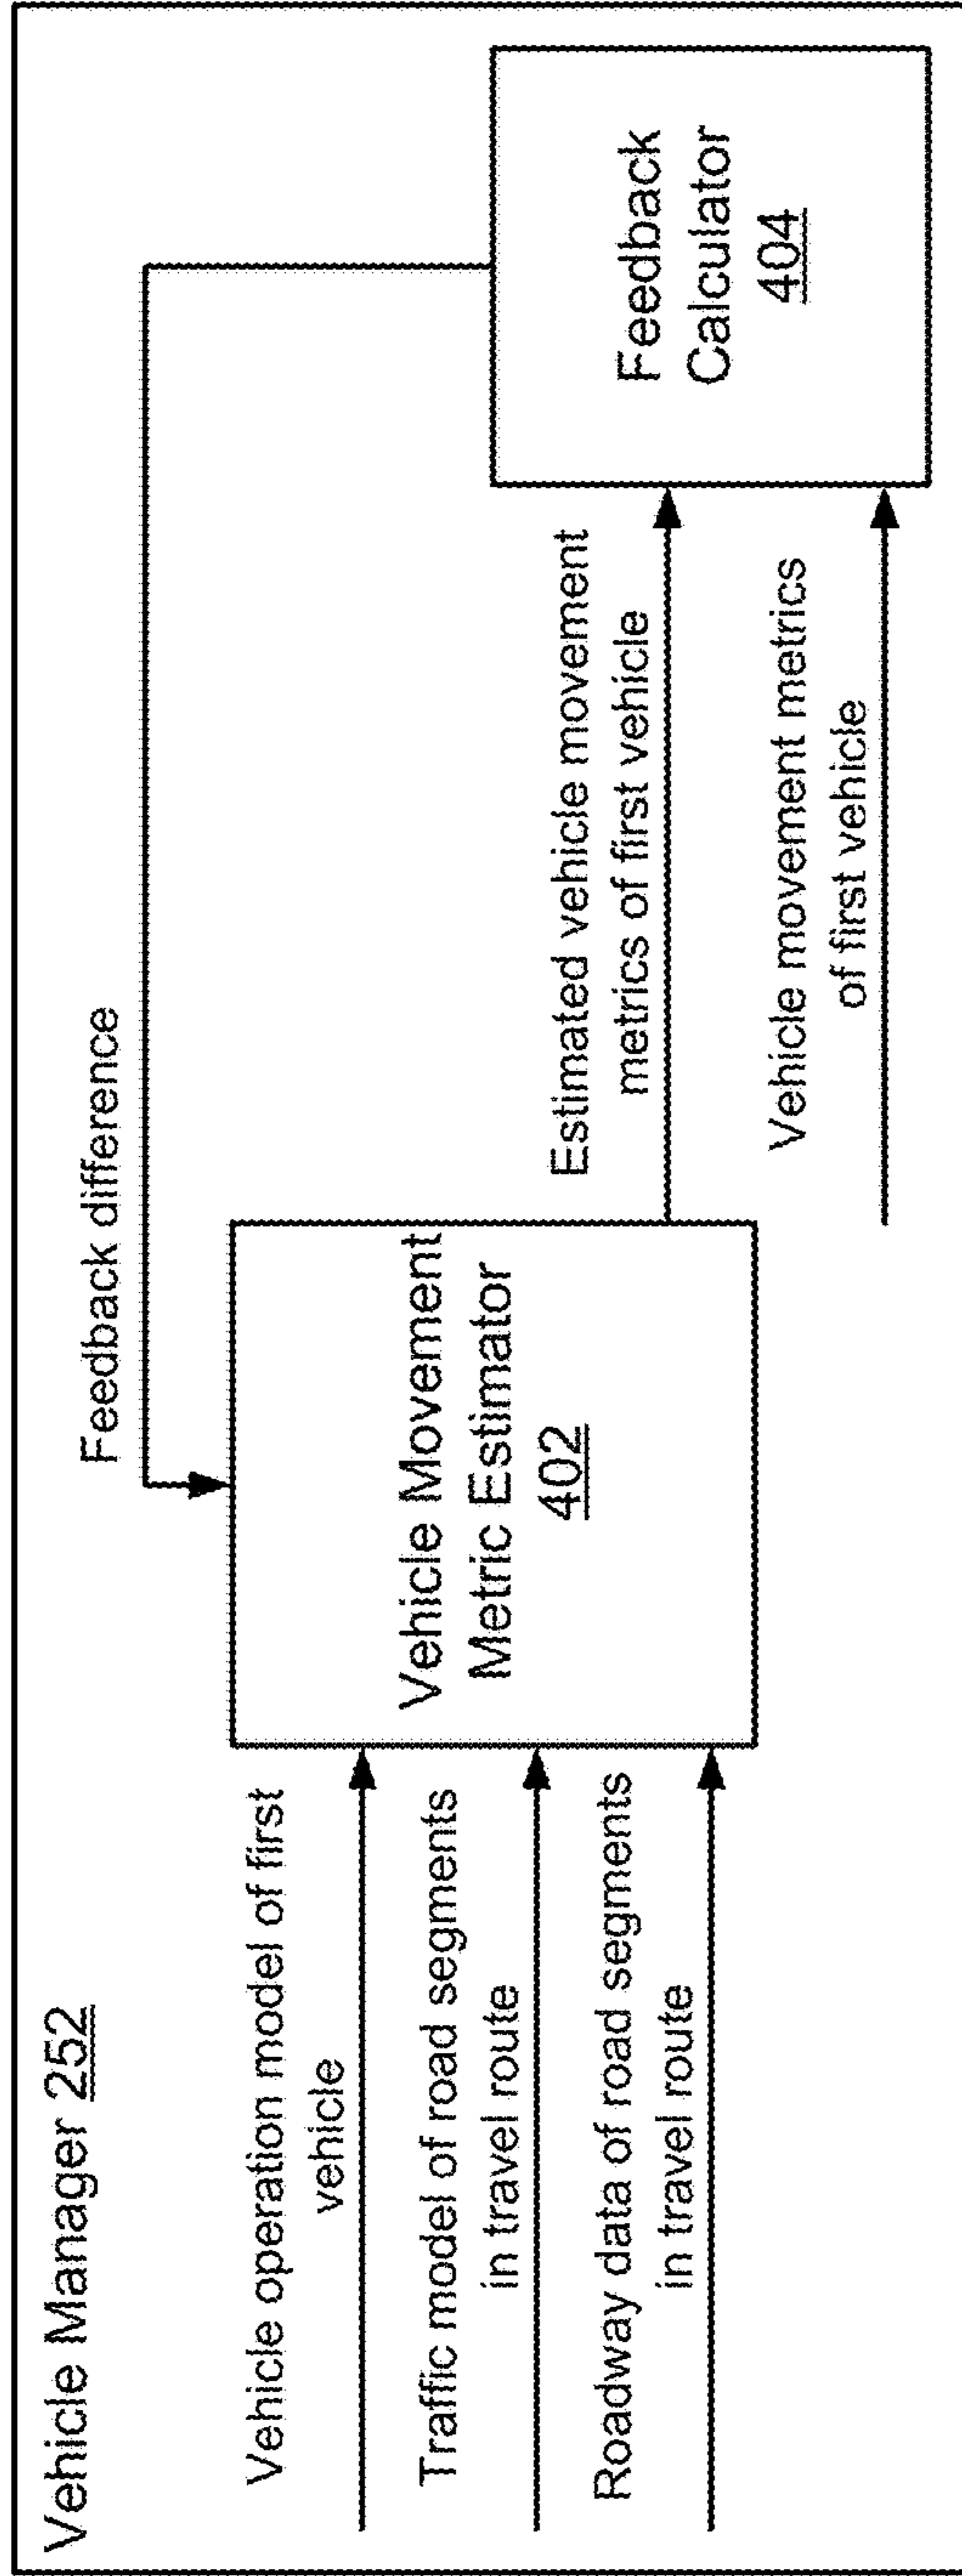 Vehicle Manager 252
Feedback difference
Vehicle operation model of first
vehicle
Traffic model of road segments
in travel route
Roadway data of road segments
in travel route
Vehicle Movement
Metric Estimator
402
Estimated vehicle movement
metrics of first vehicle
Vehicle movement metrics
of first vehicle
Feedback
Calculator
404